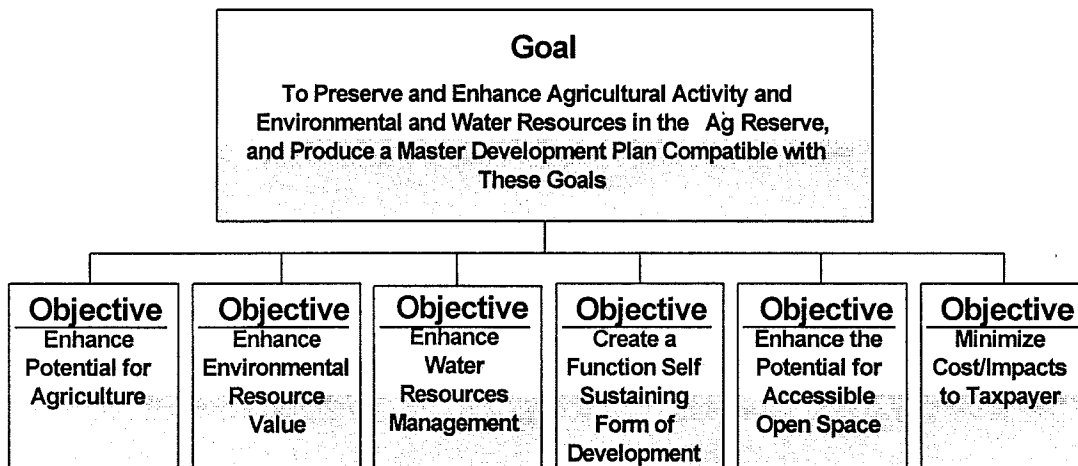 Goal
To Preserve and Enhance Agricultural Activity and
Environmental and Water Resources in the Ag Reserve,
and Produce a Master Development Plan Compatible with
These Goals
Objective
Enhance
Potential for
Agriculture
Objective
Enhance
Environmental
Resource
Value
Objective
Enhance
Water
Resources
Management
Objective
Create a
Function Self
Sustaining
Form of
Development
Objective
Enhance the
Potential for
Accessible
Open Space
Objective
Minimize
Cost/Impacts
to Taxpayer